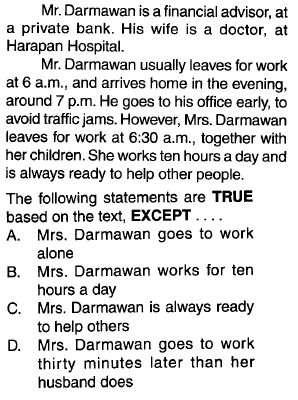 Mr. Darmawan is a financial advisor, at
a private bank. His wife is a doctor, at
Harapan Hospital.
Mr. Darmawan usually leaves for work
at 6 a.m., and arrives home in the evening,
around 7 p.m. He goes to his office early, to
avoid traffic jams. However, Mrs. Darmawan
leaves for work at 6:30 a.m., together with
her children. She works ten hours a day and
is always ready to help other people.
The following statements are TRUE
based on the text, EXCEPT . . . .
A. Mrs. Darmawan goes to work
alone
B. Mrs. Darmawan works for ten
hours a day
C. Mrs. Darmawan is always ready
to help others
D. Mrs. Darmawan goes to work
thirty minutes later than her
husband does